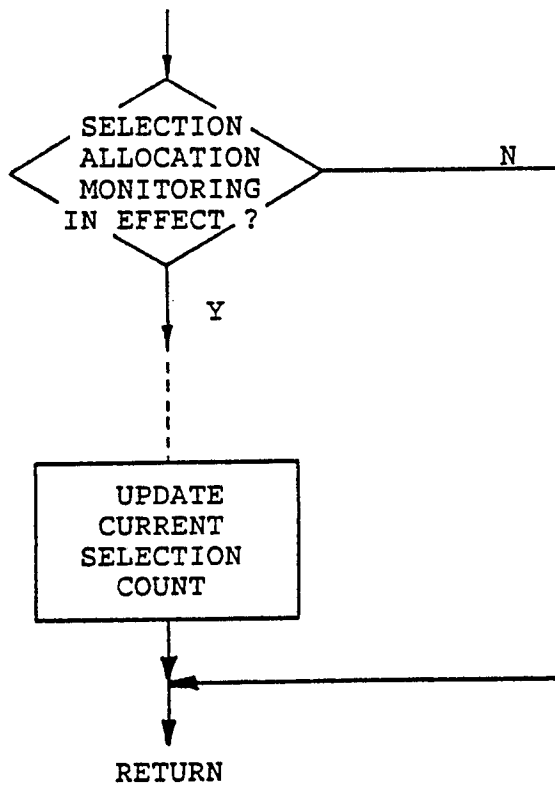 SELECTION
ALLOCATION
N
MONITORING
IN EFFECT ?
Y
UPDATE
CURRENT
SELECTION
COUNT
RETURN